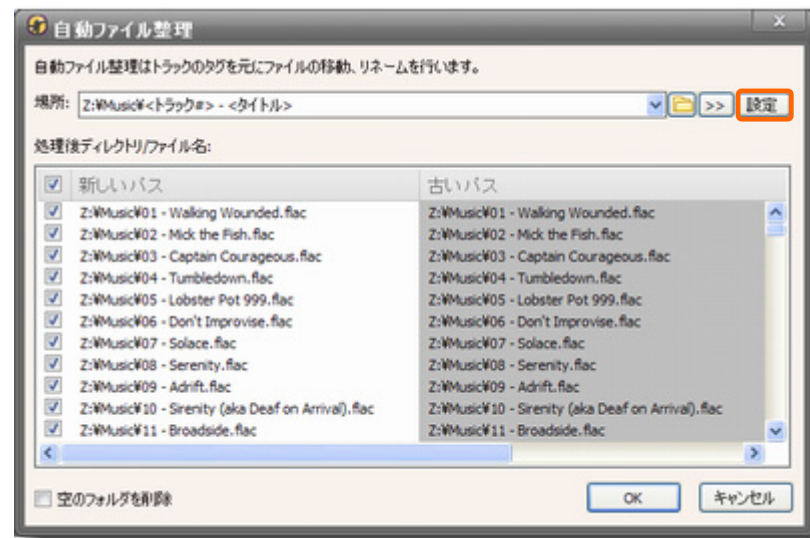 自動ファイル整理
自動ファイル整理はトラックのタグを元にファイルの移動、リネームを行います。
場所: Z:¥Music¥<トラック#> - <タイトル> >> 設定
処理後ディレクトリ/ファイル名:
新しいパス 古いパス
Z:¥Music¥01 - Walking Wounded.flac Z:¥Music¥01 - Walking Wounded.flac
Z:¥Music¥02 - Mick the Fish.flac Z:¥Music¥02 - Mick the Fish.flac
Z:¥Music¥03 - Captain Courageous.flac Z:¥Music¥03 - Captain Courageous.flac
Z:¥Music¥04 - Tumbledown.flac Z:¥Music¥04 - Tumbledown.flac
Z:¥Music¥05 - Lobster Pot 999.flac Z:¥Music¥05 - Lobster Pot 999.flac
Z:¥Music¥06 - Don't Improvise.flac Z:¥Music¥06 - Don't Improvise.flac
Z:¥Music¥07 - Solace.flac Z:¥Music¥07 - Solace.flac
Z:¥Music¥08 - Serenity.flac Z:¥Music¥08 - Serenity.flac
Z:¥Music¥09 - Adrift.flac Z:¥Music¥09 - Adrift.flac
Z:¥Music¥10 - Sirenity (aka Deaf on Arrival).flac Z:¥Music¥10 - Sirenity (aka Deaf on Arrival).flac
Z:¥Music¥11 - Broadside.flac Z:¥Music¥11 - Broadside.flac
空のフォルダを削除 OK キャンセル